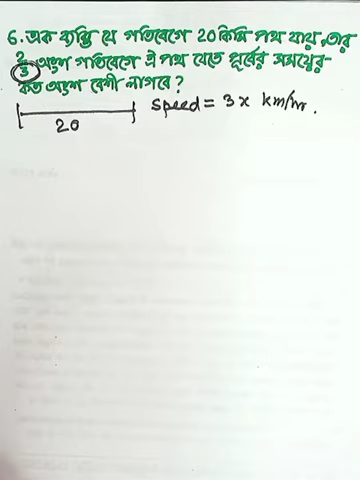 6. এক ব্যক্তি যে গতিবেগে 20 কিমি পথ যায়, তার
2/3 অংশ গতিবেগে ঐ পথ যেতে পূর্বের সময়ের
কত অংশ বেশী লাগবে?
speed = 3x km/hr.
20